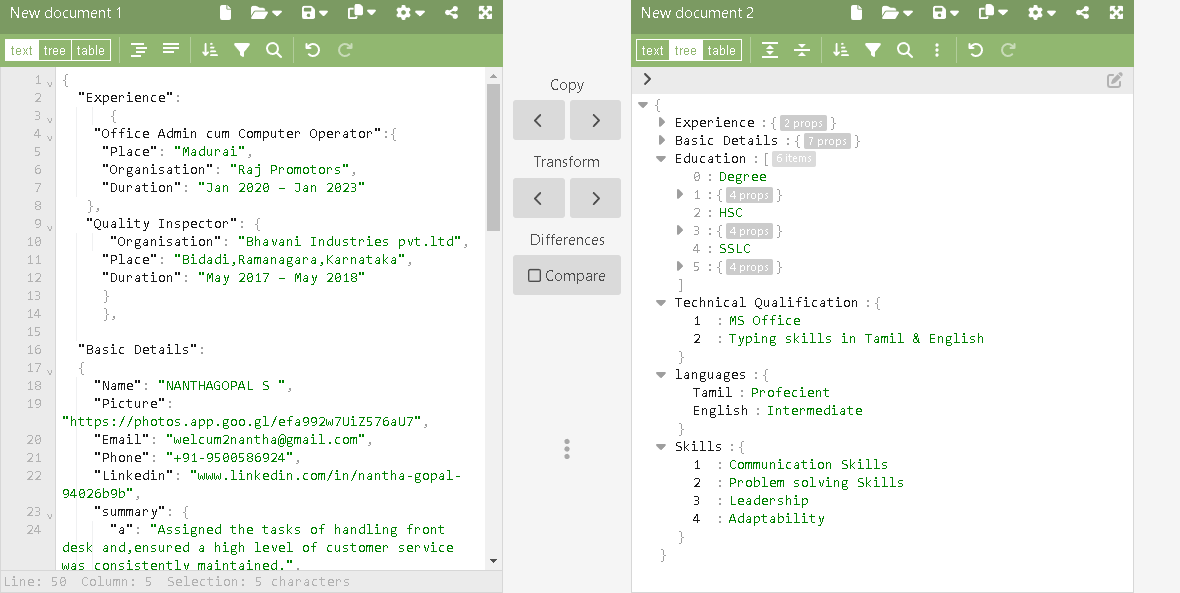 New document 1
text tree table
1 {
2 "Experience":
3 {
4 "Office Admin cum Computer Operator":{
5 "Place": "Madurai",
6 "Organisation": "Raj Promotors",
7 "Duration": "Jan 2020 - Jan 2023"
8 },
9 "Quality Inspector": {
10 "Organisation": "Bhavani Industries pvt.ltd",
11 "Place": "Bidadi,Ramanagara,Karnataka",
12 "Duration": "May 2017 - May 2018"
13 }
14 },
15
16 "Basic Details":
17 {
18 "Name": "NANTHAGOPAL S ",
19 "Picture":
"https://photos.app.goo.gl/efa992w7UiZ576aU7",
20 "Email": "welcum2nantha@gmail.com",
21 "Phone": "+91-9500586924",
22 "Linkedin": "www.linkedin.com/in/nantha-gopal-
94026b9b",
23 "summary": {
24 "a": "Assigned the tasks of handling front
desk and,ensured a high level of customer service
was consistently maintained.",
Line: 50 Column: 5 Selection: 5 characters
Copy
Transform
Differences
Compare
New document 2
text tree table
{
Experience :{ 2 props }
Basic Details :{ 7 props }
Education :[ 6 items
0 : Degree
1 :{ 4 props }
2 : HSC
3 :{ 4 props }
4 : SSLC
5 :{ 4 props }
]
Technical Qualification :{
1 : MS Office
2 : Typing skills in Tamil & English
}
languages :{
Tamil : Profecient
English : Intermediate
}
Skills :{
1 : Communication Skills
2 : Problem solving Skills
3 : Leadership
4 : Adaptability
}
}